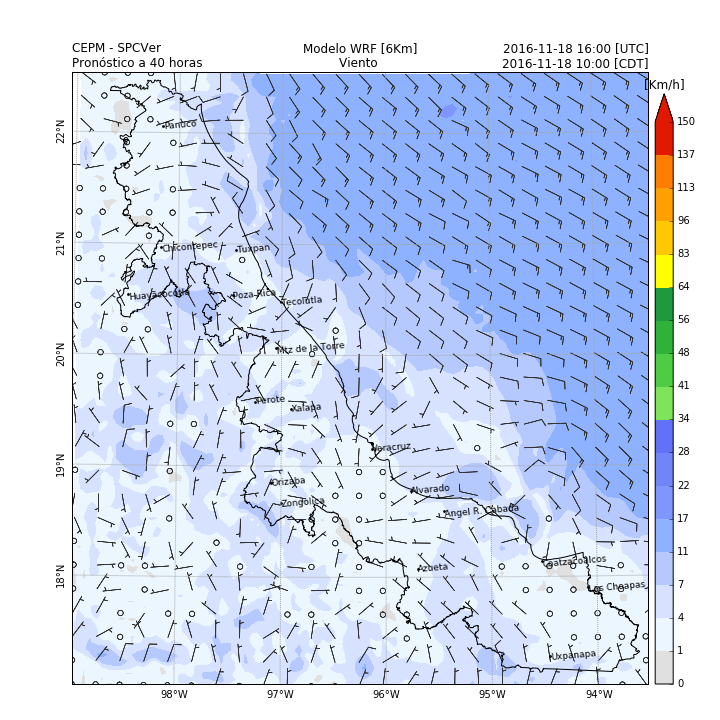 CEPM - SPCVer Modelo WRF [6Km] 2016-11-18 16:00 [UTC]
Pronóstico a 40 horas Viento 2016-11-18 10:00 [CDT]
[Km/h]
150
137
113
96
83
64
56
48
41
34
28
22
17
11
7
4
1
0
22°N
21°N
20°N
19°N
18°N
Panuco
Chicontepec
Tuxpan
Huayacocotla
Poza Rica
Tecolutla
Mtz de la Torre
Perote
Xalapa
Veracruz
Orizaba
Alvarado
Zongolica
Angel R. Cabada
Azueta
Coatzacoalcos
Las Choapas
Uxpanapa
98°W 97°W 96°W 95°W 94°W